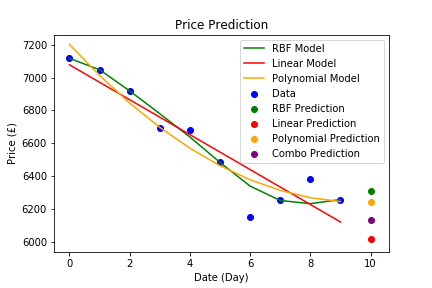 Price Prediction
7200
7000
6800
6600
6400
6200
6000
Price (£)
RBF Model
Linear Model
Polynomial Model
Data
RBF Prediction
Linear Prediction
Polynomial Prediction
Combo Prediction
0 2 4 6 8 10
Date (Day)